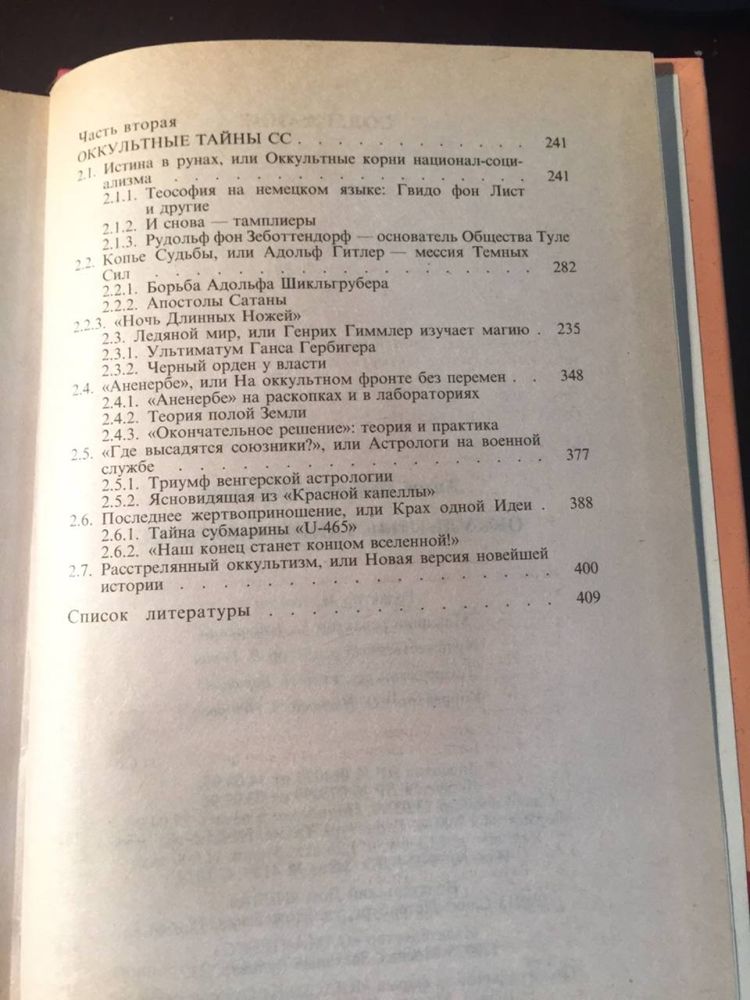 Часть вторая
ОККУЛЬТНЫЕ ТАЙНЫ СС . . . . . . . . . . . . 241
2.1. Истина в рунах, или Оккультные корни национал-соци-
ализма . . . . . . . . . . . . . . . . 241
2.1.1. Теософия на немецком языке: Гвидо фон Лист
и другие
2.1.2. И снова — тамплиеры
2.1.3. Рудольф фон Зеботтендорф — основатель Общества Туле
2.2. Копье Судьбы, или Адольф Гитлер — мессия Темных
Сил . . . . . . . . . . . . . . . . . 282
2.2.1. Борьба Адольфа Шикльгрубера
2.2.2. Апостолы Сатаны
2.2.3. «Ночь Длинных Ножей»
2.3. Ледяной мир, или Генрих Гиммлер изучает магию . 235
2.3.1. Ультиматум Ганса Гербигера
2.3.2. Черный орден у власти
2.4. «Аненербе», или На оккультном фронте без перемен . . 348
2.4.1. «Аненербе» на раскопках и в лабораториях
2.4.2. Теория полой Земли
2.4.3. «Окончательное решение»: теория и практика
2.5. «Где высадятся союзники?», или Астрологи на военной
службе . . . . . . . . . . . . . . . . 377
2.5.1. Триумф венгерской астрологии
2.5.2. Ясновидящая из «Красной капеллы»
2.6. Последнее жертвоприношение, или Крах одной Идеи . 388
2.6.1. Тайна субмарины «U-465»
2.6.2. «Наш конец станет концом вселенной!»
2.7. Расстрелянный оккультизм, или Новая версия новейшей
истории . . . . . . . . . . . . . . . . 400
Список литературы . . . . . . . . . . . . 409